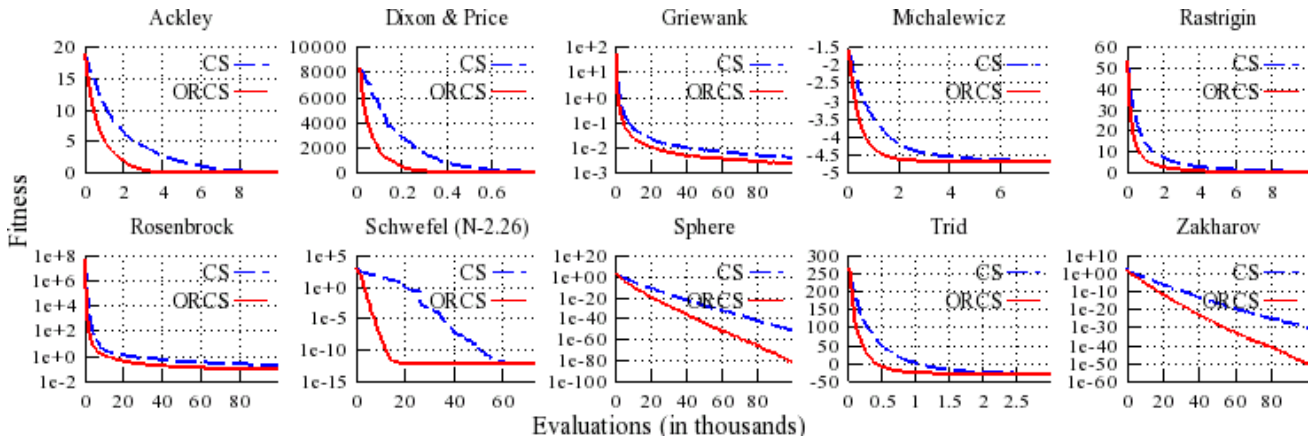 Ackley
Dixon & Price
Griewank
Michalewicz
Rastrigin
20
15
10
5
0
0 2 4 6 8
CS
ORCS
10000
8000
6000
4000
2000
0
0 0.2 0.4 0.6
CS
ORCS
1e+2
1e+1
1e+0
1e-1
1e-2
1e-3
0 20 40 60 80
CS
ORCS
-1.5
-2
-2.5
-3
-3.5
-4
-4.5
-5
0 2 4 6
CS
ORCS
60
50
40
30
20
10
0
0 2 4 6 8
CS
ORCS
Fitness
Rosenbrock
Schwefel (N-2.26)
Sphere
Trid
Zakharov
1e+8
1e+6
1e+4
1e+2
1e+0
1e-2
0 20 40 60 80
CS
ORCS
1e+5
1e+0
1e-5
1e-10
1e-15
0 20 40 60
CS
ORCS
1e+20
1e+00
1e-20
1e-40
1e-60
1e-80
1e-100
0 20 40 60 80
CS
ORCS
300
250
200
150
100
50
0
-50
0 0.5 1 1.5 2 2.5
CS
ORCS
1e+10
1e+00
1e-10
1e-20
1e-30
1e-40
1e-50
1e-60
0 20 40 60 80
CS
ORCS
Evaluations (in thousands)